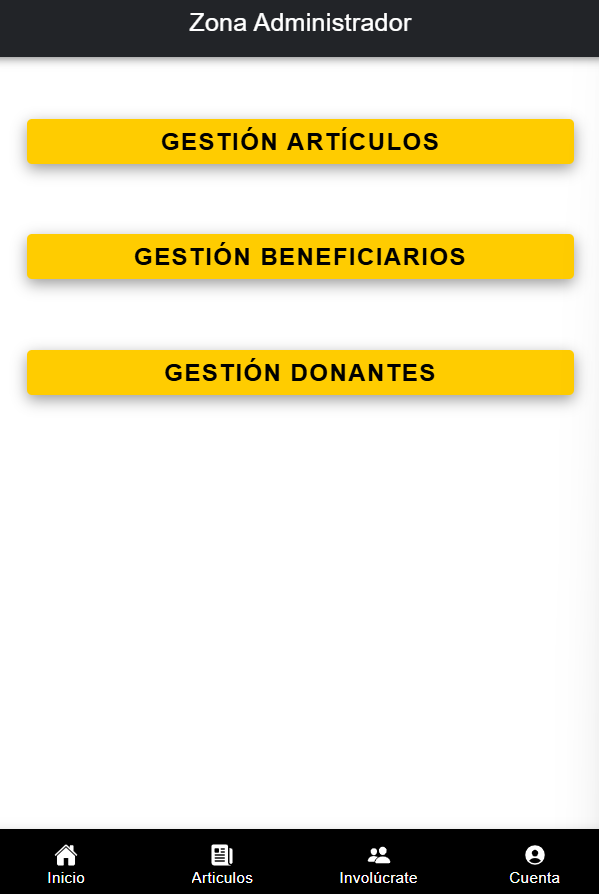 Zona Administrador
GESTIÓN ARTÍCULOS
GESTIÓN BENEFICIARIOS
GESTIÓN DONANTES
Inicio
Articulos
Involúcrate
Cuenta